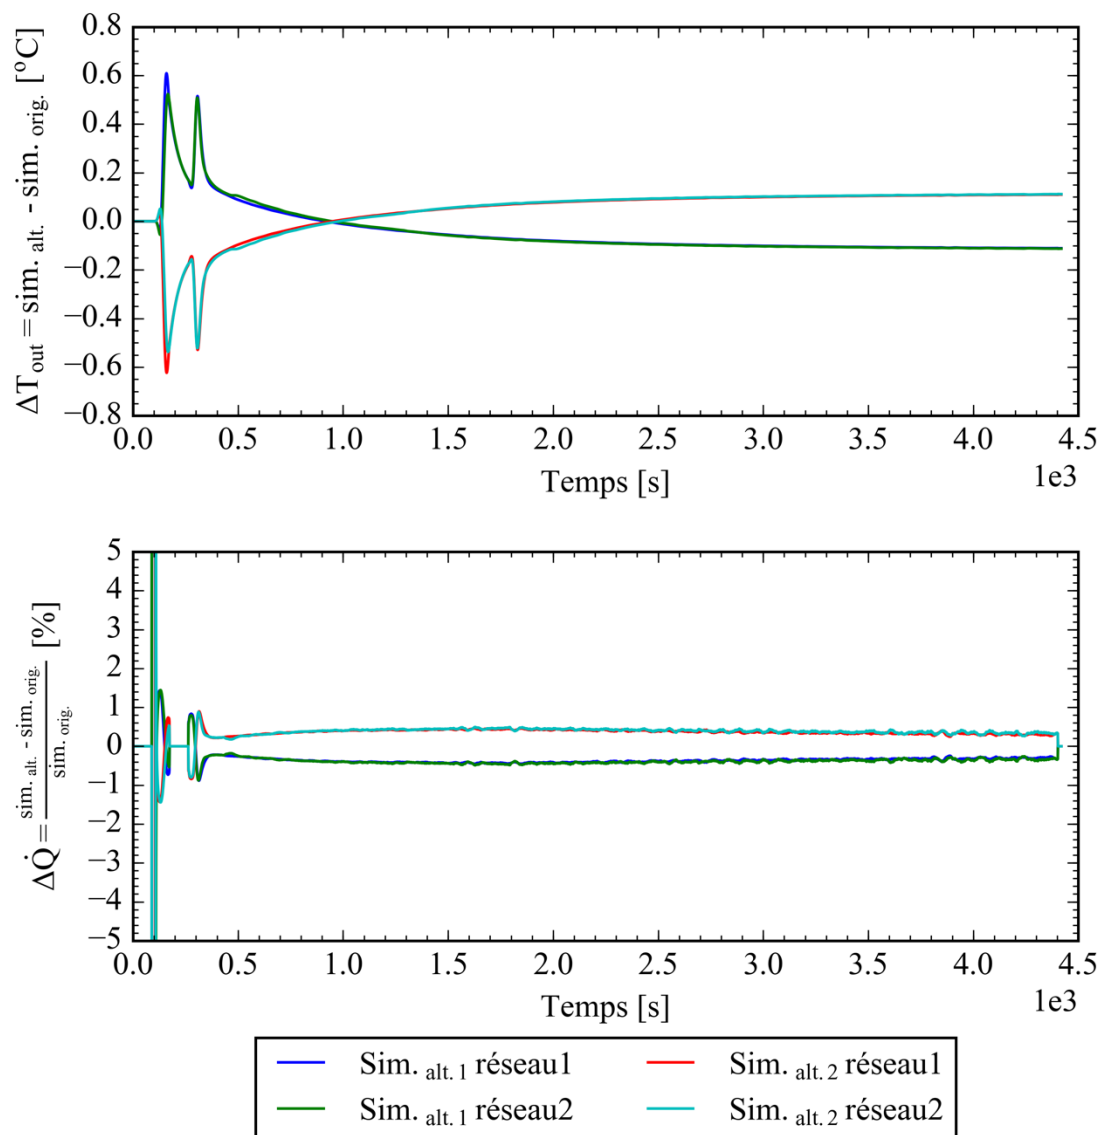 ΔT out = sim. alt. - sim. orig. [°C]
0.8
0.6
0.4
0.2
0.0
−0.2
−0.4
−0.6
−0.8
0.0 0.5 1.0 1.5 2.0 2.5 3.0 3.5 4.0 4.5
1e3
Temps [s]
ΔQ̇ = sim. alt. - sim. orig. / sim. orig. [%]
5
4
3
2
1
0
−1
−2
−3
−4
−5
0.0 0.5 1.0 1.5 2.0 2.5 3.0 3.5 4.0 4.5
1e3
Temps [s]
Sim. alt. 1 réseau1 Sim. alt. 2 réseau1
Sim. alt. 1 réseau2 Sim. alt. 2 réseau2